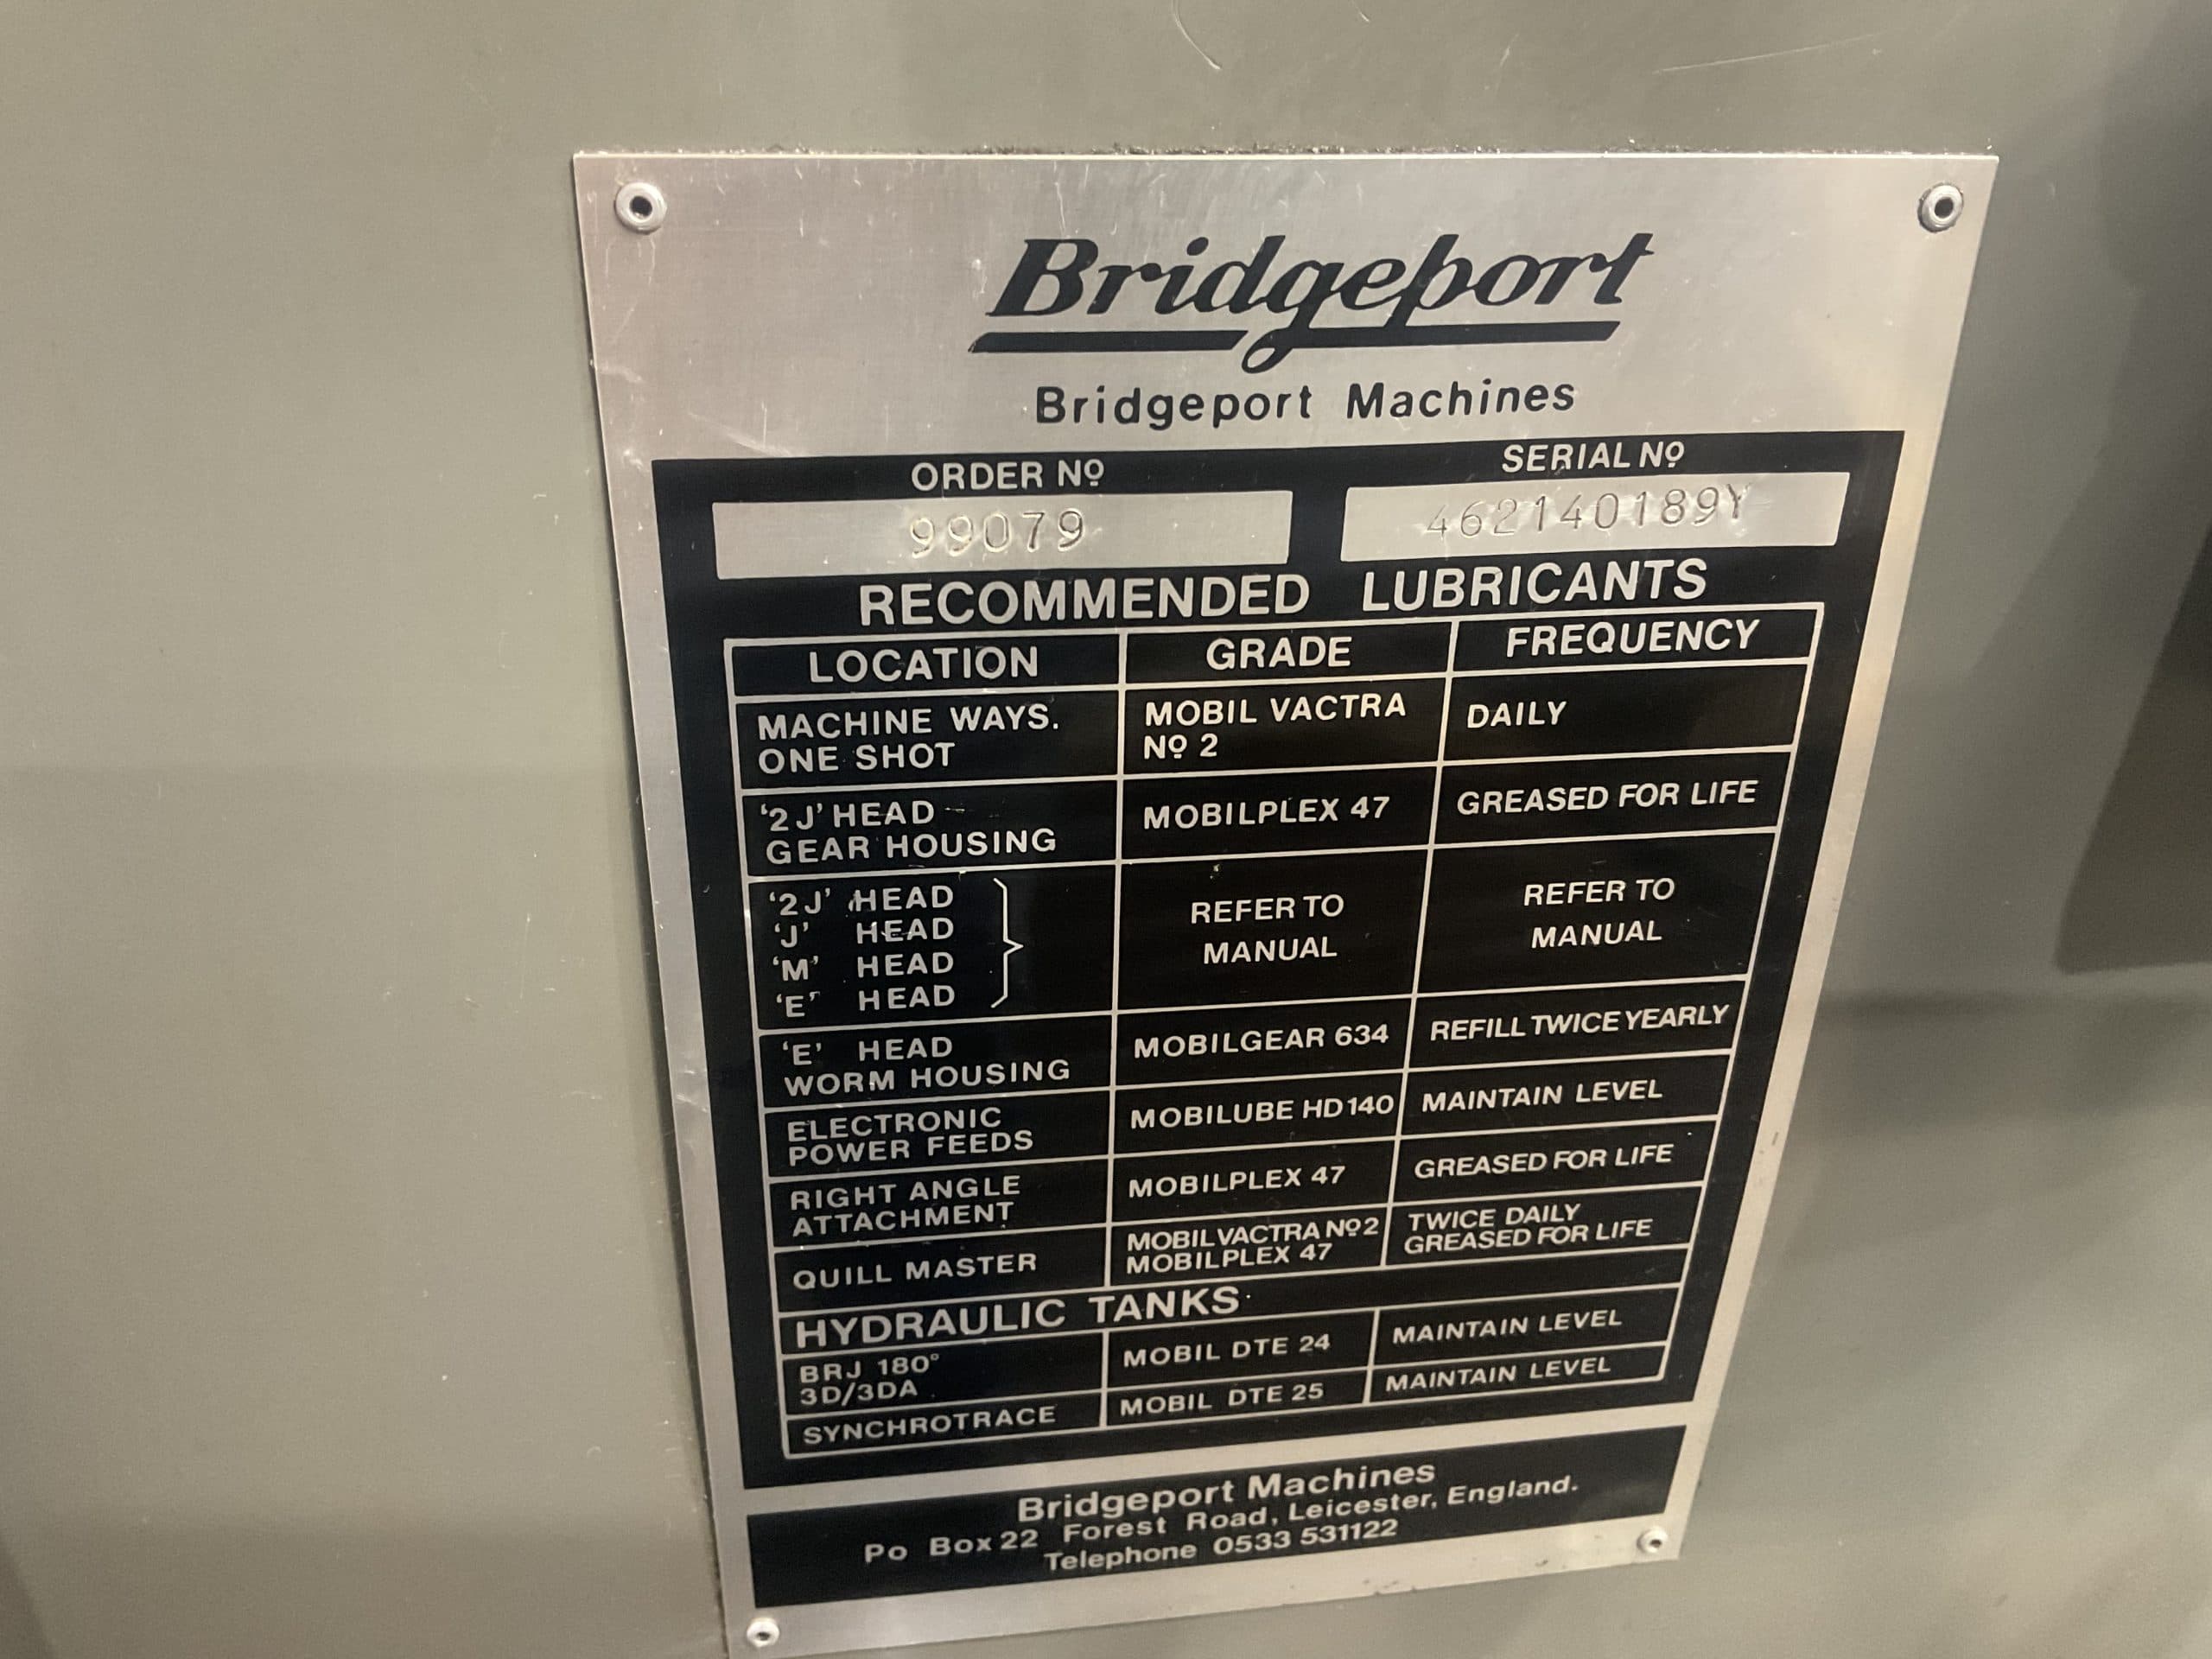 Bridgeport
Bridgeport Machines
ORDER Nº SERIAL Nº
99079 462140189Y
RECOMMENDED LUBRICANTS
LOCATION GRADE FREQUENCY
MACHINE WAYS.
ONE SHOT
MOBIL VACTRA
Nº 2
DAILY
'2J' HEAD
GEAR HOUSING
MOBILPLEX 47
GREASED FOR LIFE
'2J' HEAD
'J' HEAD
'M' HEAD
'E' HEAD
REFER TO
MANUAL
REFER TO
MANUAL
'E' HEAD
WORM HOUSING
MOBILGEAR 634
REFILL TWICE YEARLY
ELECTRONIC
POWER FEEDS
MOBILUBE HD140
MAINTAIN LEVEL
RIGHT ANGLE
ATTACHMENT
MOBILPLEX 47
GREASED FOR LIFE
QUILL MASTER
MOBIL VACTRA Nº2
MOBILPLEX 47
TWICE DAILY
GREASED FOR LIFE
HYDRAULIC TANKS
BRJ 180°
3D/3DA
MOBIL DTE 24
MAINTAIN LEVEL
SYNCHROTRACE
MOBIL DTE 25
MAINTAIN LEVEL
Bridgeport Machines
Po Box 22 Forest Road, Leicester, England.
Telephone 0533 531122